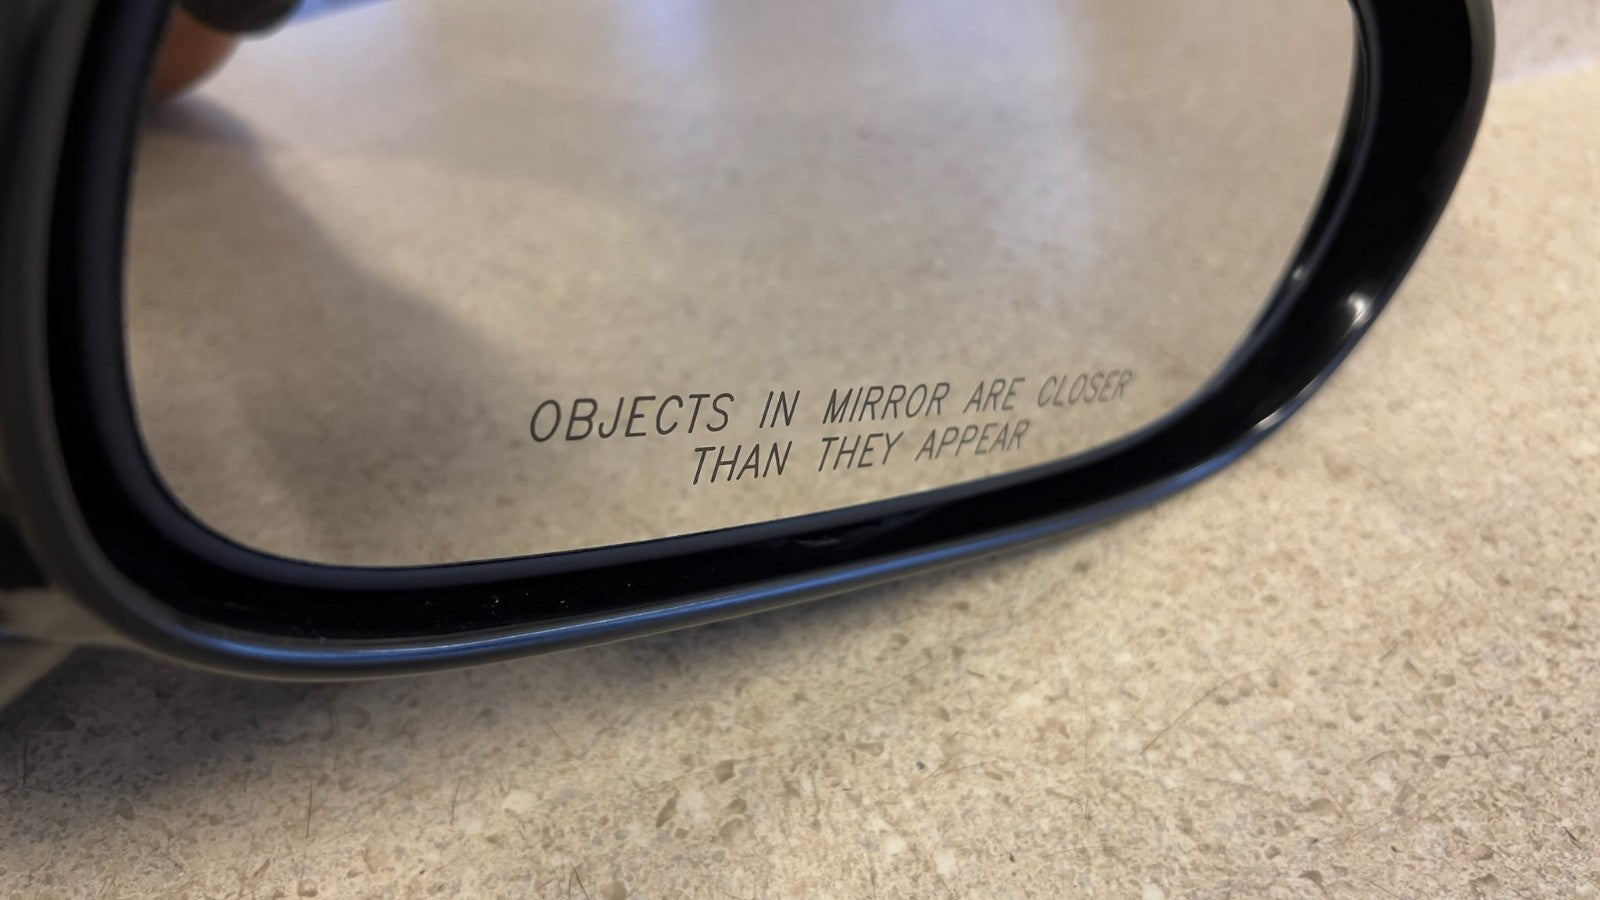 OBJECTS IN MIRROR ARE CLOSER
THAN THEY APPEAR